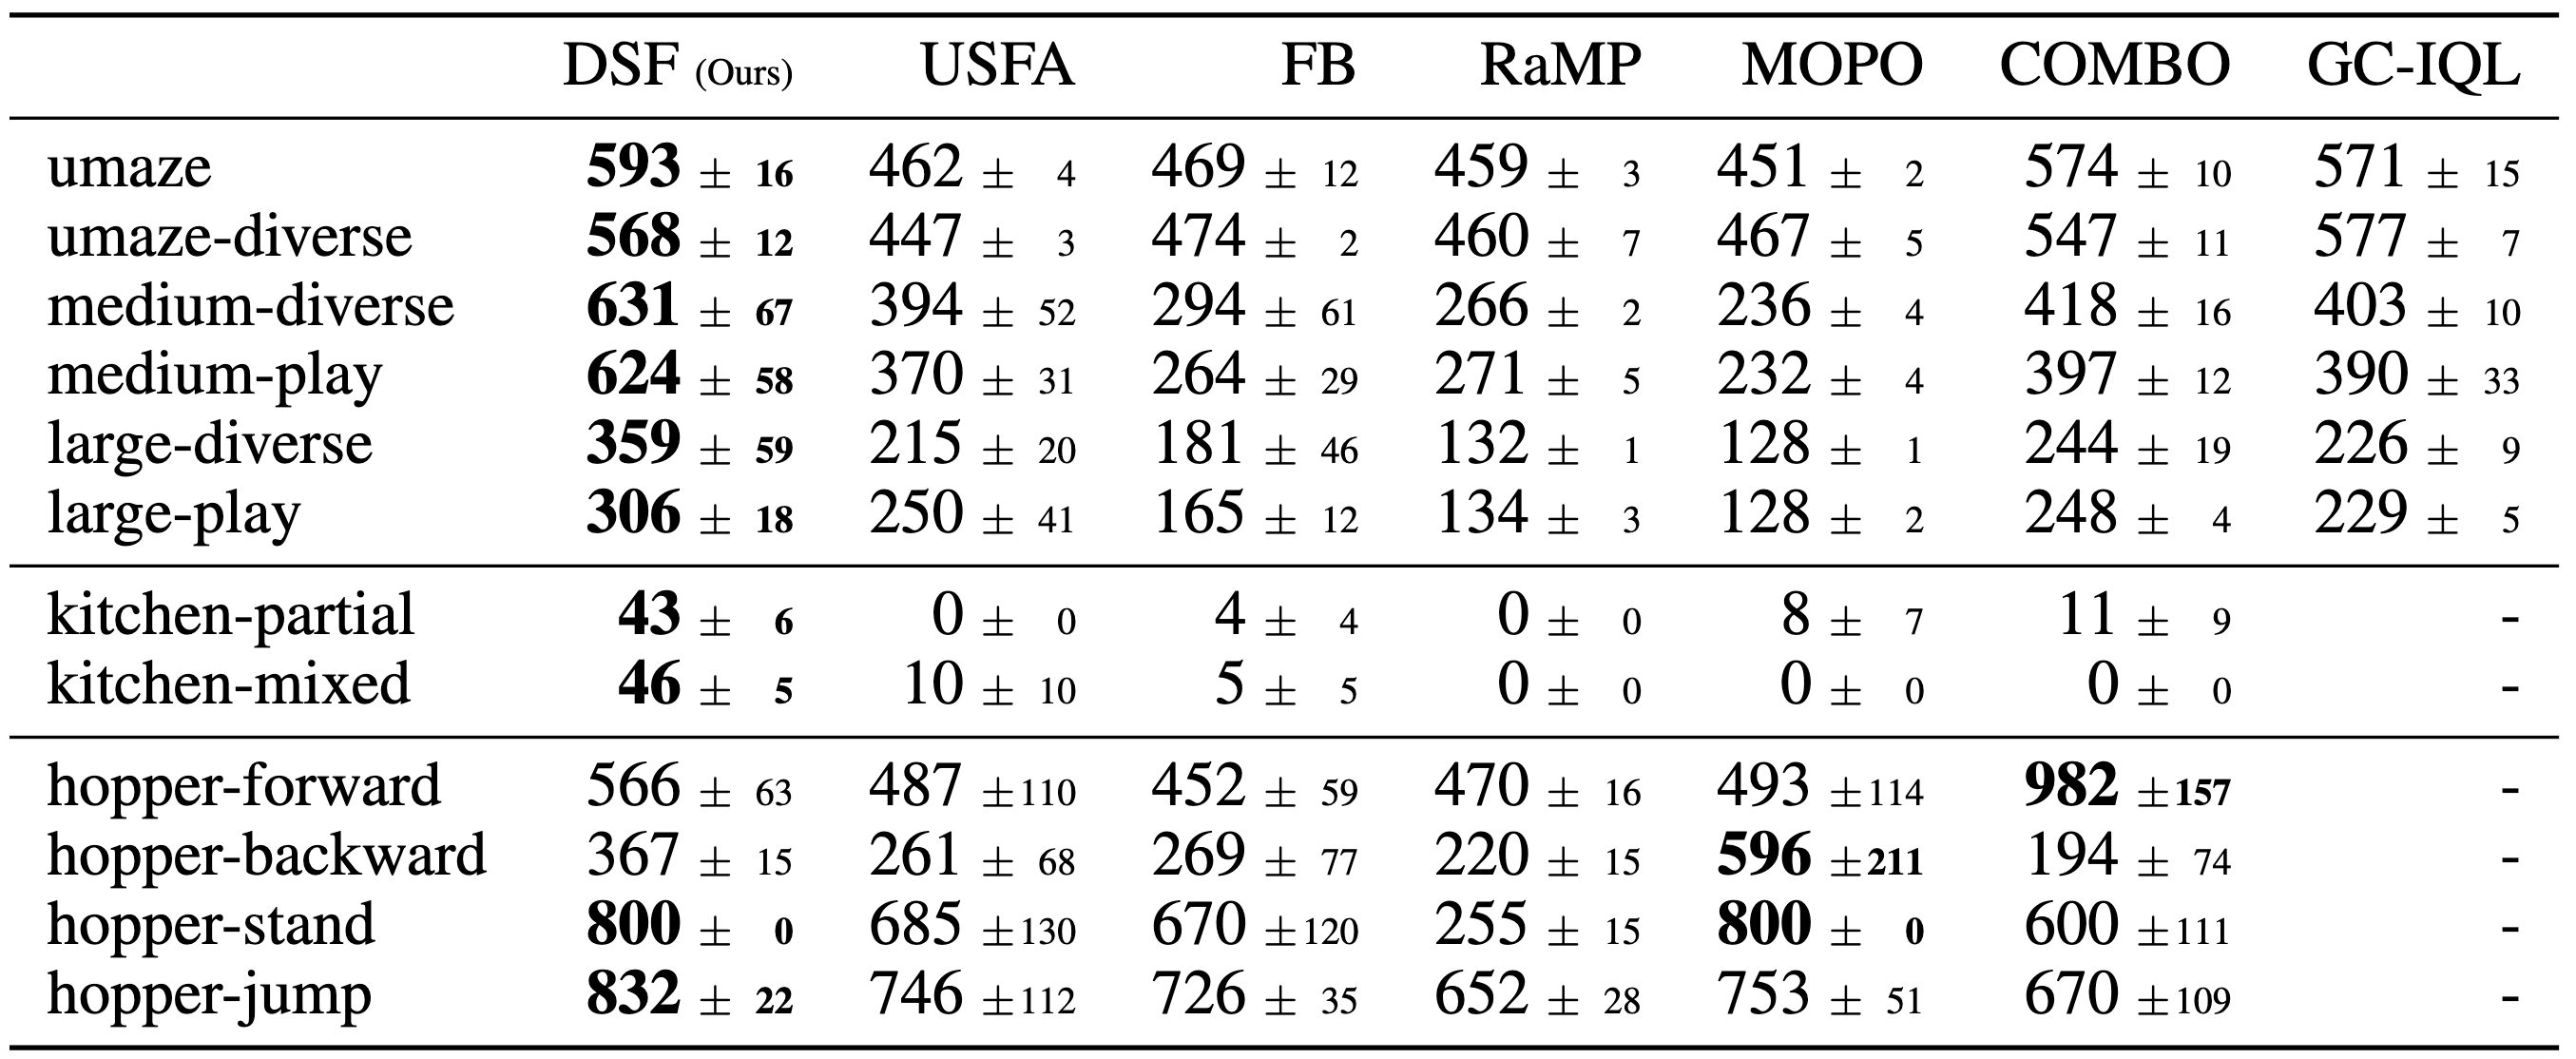 DSF (Ours) USFA FB RaMP MOPO COMBO GC-IQL
umaze 593 ± 16 462 ± 4 469 ± 12 459 ± 3 451 ± 2 574 ± 10 571 ± 15
umaze-diverse 568 ± 12 447 ± 3 474 ± 2 460 ± 7 467 ± 5 547 ± 11 577 ± 7
medium-diverse 631 ± 67 394 ± 52 294 ± 61 266 ± 2 236 ± 4 418 ± 16 403 ± 10
medium-play 624 ± 58 370 ± 31 264 ± 29 271 ± 5 232 ± 4 397 ± 12 390 ± 33
large-diverse 359 ± 59 215 ± 20 181 ± 46 132 ± 1 128 ± 1 244 ± 19 226 ± 9
large-play 306 ± 18 250 ± 41 165 ± 12 134 ± 3 128 ± 2 248 ± 4 229 ± 5
kitchen-partial 43 ± 6 0 ± 0 4 ± 4 0 ± 0 8 ± 7 11 ± 9 -
kitchen-mixed 46 ± 5 10 ± 10 5 ± 5 0 ± 0 0 ± 0 0 ± 0 -
hopper-forward 566 ± 63 487 ±110 452 ± 59 470 ± 16 493 ±114 982 ±157 -
hopper-backward 367 ± 15 261 ± 68 269 ± 77 220 ± 15 596 ±211 194 ± 74 -
hopper-stand 800 ± 0 685 ±130 670 ±120 255 ± 15 800 ± 0 600 ±111 -
hopper-jump 832 ± 22 746 ±112 726 ± 35 652 ± 28 753 ± 51 670 ±109 -